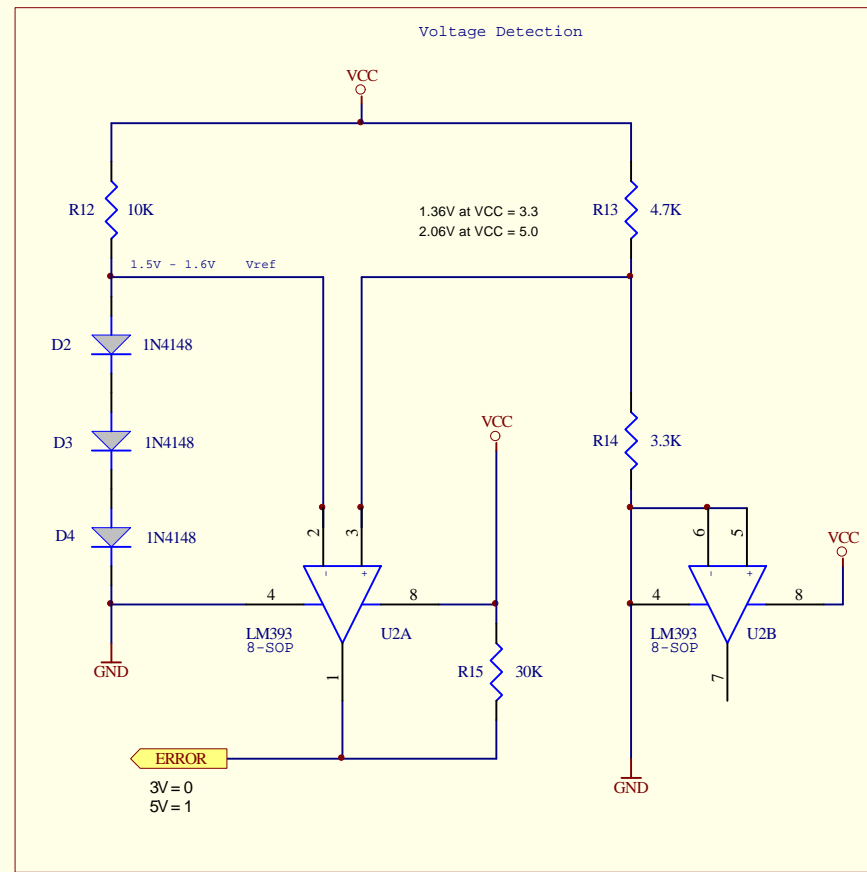 Voltage Detection
VCC
R12 10K
1.36V at VCC = 3.3
2.06V at VCC = 5.0
R13 4.7K
1.5V - 1.6V Vref
D2 1N4148
D3 1N4148
D4 1N4148
VCC
R14 3.3K
2 3
- +
4 8
LM393
8-SOP
U2A
1
R15 30K
6 5
- +
VCC
4 8
LM393
8-SOP
U2B
7
GND
ERROR
3V = 0
5V = 1
GND